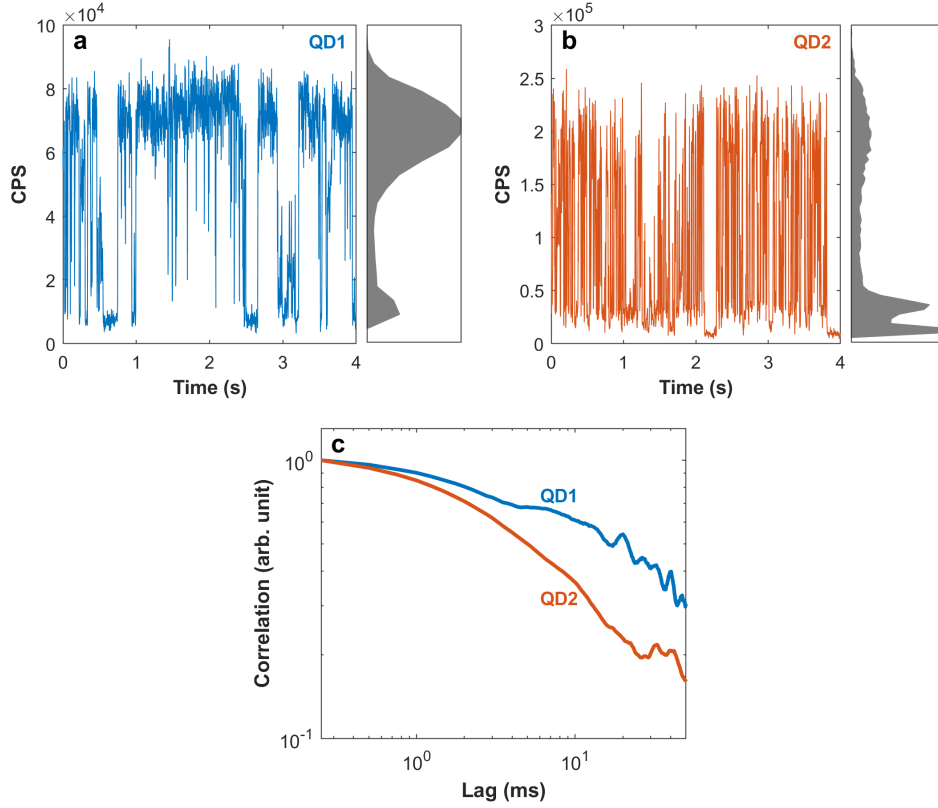 ×10⁴
a
QD1
10
8
6
4
2
0
CPS
0 1 2 3 4
Time (s)
×10⁵
b
QD2
3
2.5
2
1.5
1
0.5
0
CPS
0 1 2 3 4
Time (s)
c
10⁰
10⁻¹
Correlation (arb. unit)
QD1
QD2
10⁰ 10¹
Lag (ms)